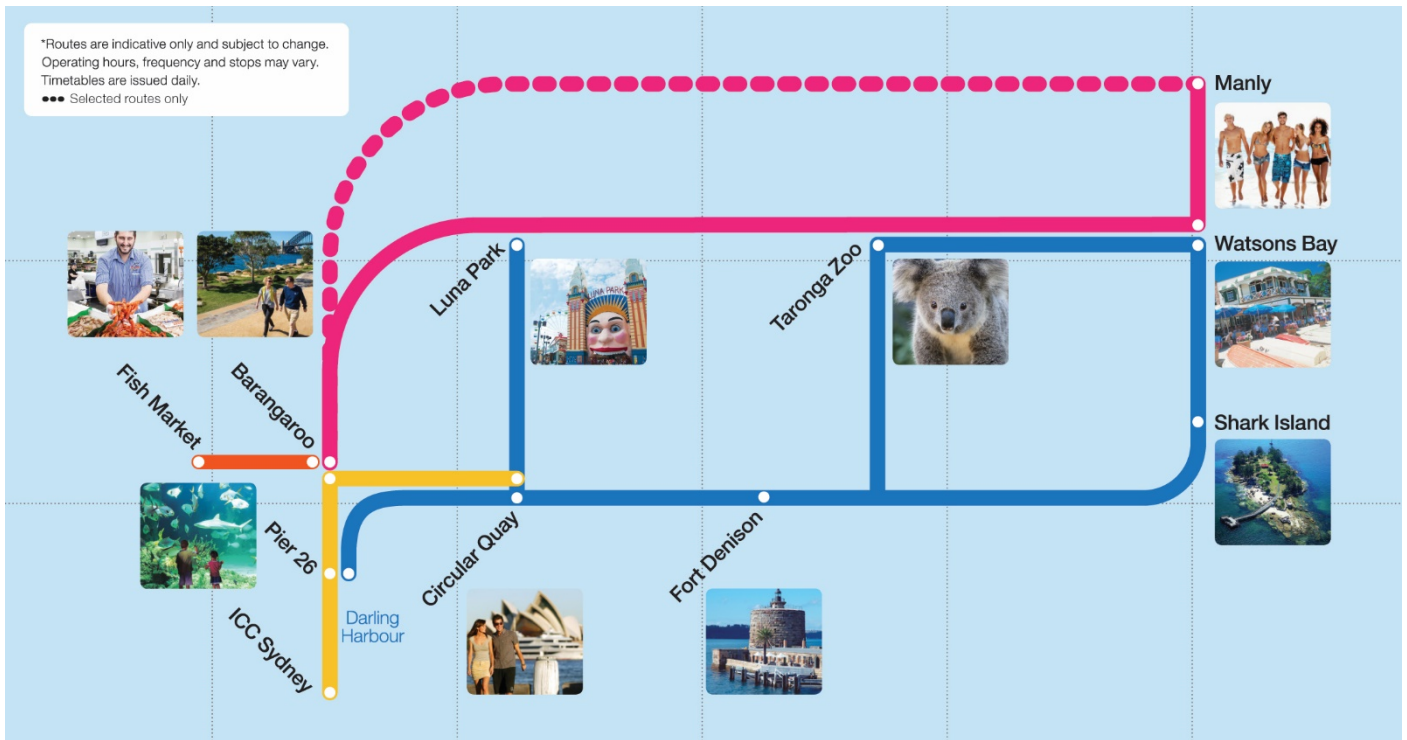 *Routes are indicative only and subject to change.
Operating hours, frequency and stops may vary.
Timetables are issued daily.
●●● Selected routes only
Manly
Luna Park
LUNA PARK
Taronga Zoo
Watsons Bay
Fish Market
Barangaroo
Shark Island
Pier 26
Circular Quay
Fort Denison
ICC Sydney
Darling
Harbour